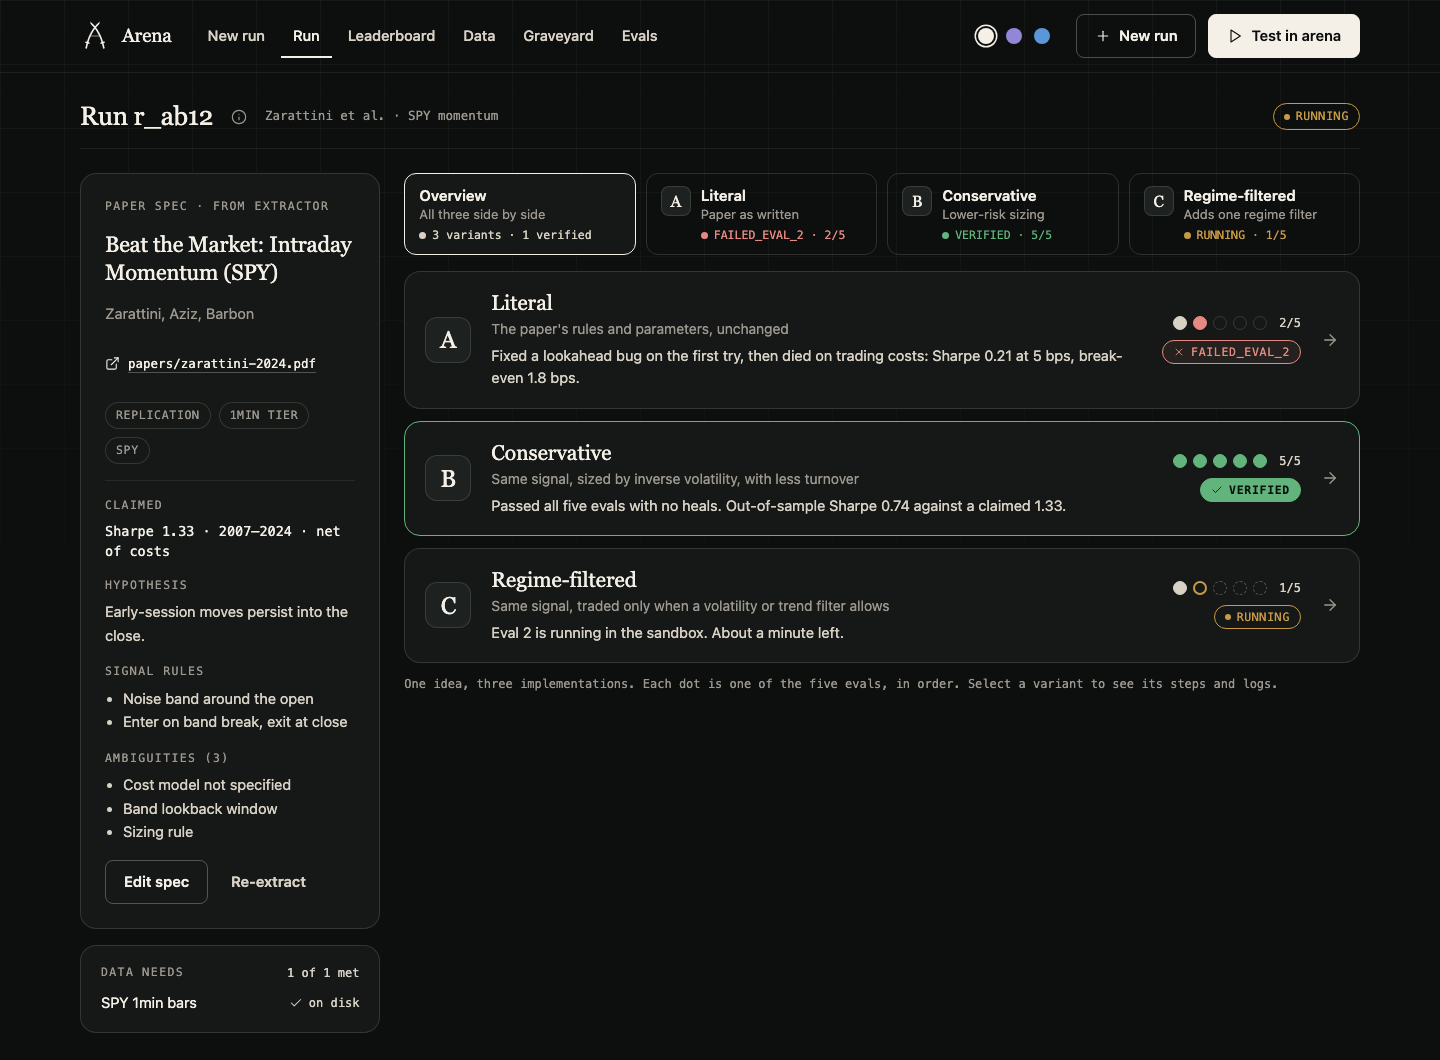 Arena
New run
Run
Leaderboard
Data
Graveyard
Evals
New run
Test in arena
Run r_ab12
Zarattini et al. · SPY momentum
RUNNING
PAPER SPEC · FROM EXTRACTOR
Beat the Market: Intraday
Momentum (SPY)
Zarattini, Aziz, Barbon
papers/zarattini-2024.pdf
REPLICATION
1MIN TIER
SPY
CLAIMED
Sharpe 1.33 · 2007–2024 · net
of costs
HYPOTHESIS
Early-session moves persist into the
close.
SIGNAL RULES
• Noise band around the open
• Enter on band break, exit at close
AMBIGUITIES (3)
• Cost model not specified
• Band lookback window
• Sizing rule
Edit spec
Re-extract
DATA NEEDS
1 of 1 met
SPY 1min bars
on disk
Overview
All three side by side
3 variants · 1 verified
A
Literal
Paper as written
FAILED_EVAL_2 · 2/5
B
Conservative
Lower-risk sizing
VERIFIED · 5/5
C
Regime-filtered
Adds one regime filter
RUNNING · 1/5
A
Literal
The paper's rules and parameters, unchanged
Fixed a lookahead bug on the first try, then died on trading costs: Sharpe 0.21 at 5 bps, break-
even 1.8 bps.
2/5
FAILED_EVAL_2
B
Conservative
Same signal, sized by inverse volatility, with less turnover
Passed all five evals with no heals. Out-of-sample Sharpe 0.74 against a claimed 1.33.
5/5
VERIFIED
C
Regime-filtered
Same signal, traded only when a volatility or trend filter allows
Eval 2 is running in the sandbox. About a minute left.
1/5
RUNNING
One idea, three implementations. Each dot is one of the five evals, in order. Select a variant to see its steps and logs.